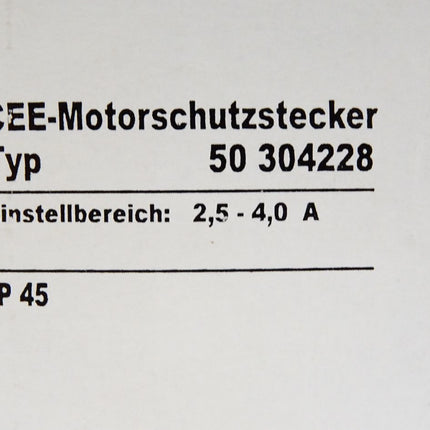 CEE-Motorschutzstecker
Typ 50 304228
instellbereich: 2,5 - 4,0 A
P 45